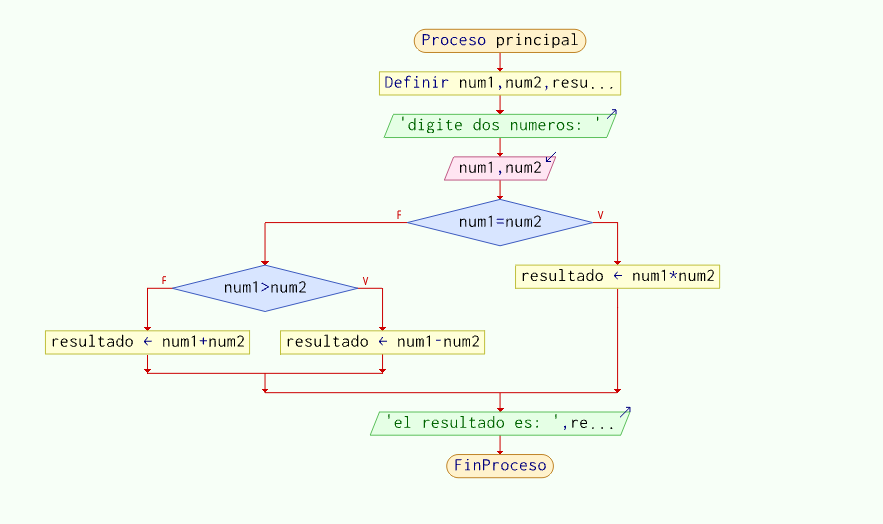 Proceso principal
Definir num1,num2,resu...
'digite dos numeros: '
num1,num2
F
num1=num2
V
resultado ← num1*num2
F
num1>num2
V
resultado ← num1+num2
resultado ← num1-num2
'el resultado es: ',re...
FinProceso